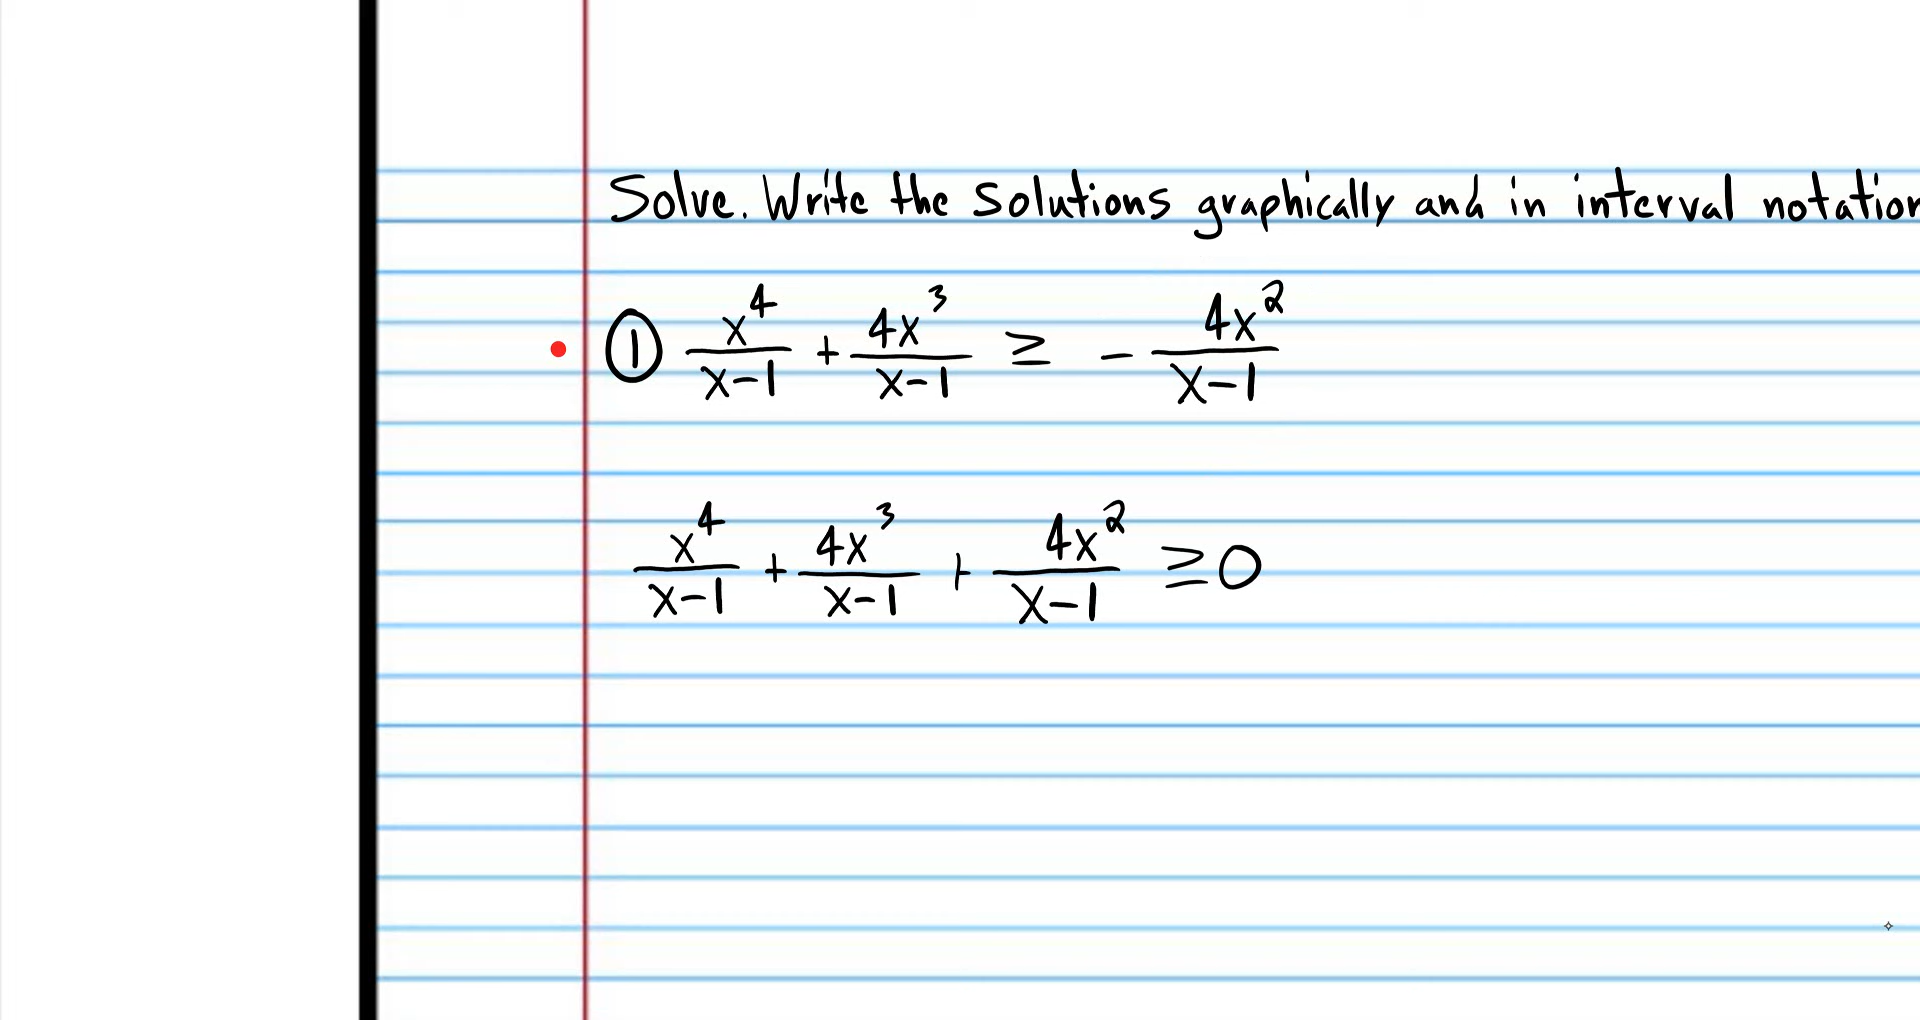 Solve. Write the solutions graphically and in interval notation
① x^4/(x-1) + 4x^3/(x-1) ≥ - 4x^2/(x-1)
x^4/(x-1) + 4x^3/(x-1) + 4x^2/(x-1) ≥ 0